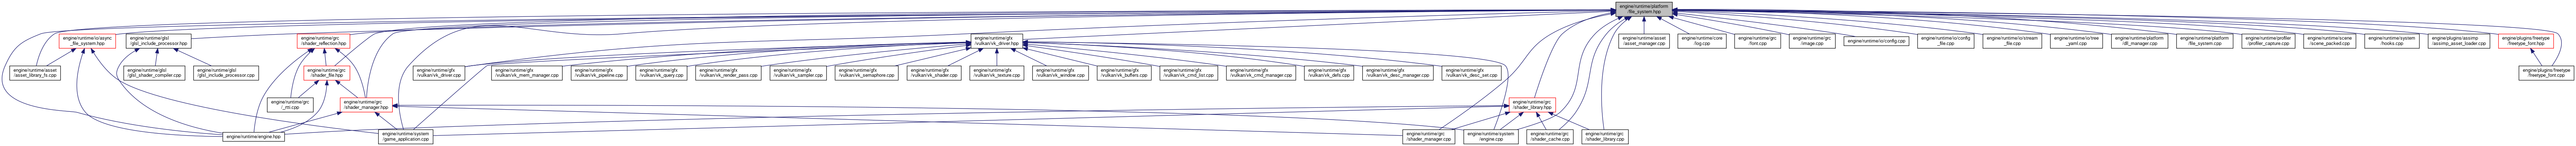 engine/runtime/platform
/file_system.hpp
engine/runtime/io/async
_file_system.hpp
engine/runtime/glsl
/glsl_include_processor.hpp
engine/runtime/grc
/shader_reflection.hpp
engine/runtime/gfx
/vulkan/vk_driver.hpp
engine/runtime/asset
/asset_manager.cpp
engine/runtime/core
/log.cpp
engine/runtime/grc
/font.cpp
engine/runtime/grc
/image.cpp
engine/runtime/io/config.cpp
engine/runtime/io/config
_file.cpp
engine/runtime/io/stream
_file.cpp
engine/runtime/io/tree
_yaml.cpp
engine/runtime/platform
/dll_manager.cpp
engine/runtime/platform
/file_system.cpp
engine/runtime/profiler
/profiler_capture.cpp
engine/runtime/scene
/scene_packed.cpp
engine/runtime/system
/hooks.cpp
engine/plugins/assimp
/assimp_asset_loader.cpp
engine/plugins/freetype
/freetype_font.hpp
engine/runtime/asset
/asset_library_fs.cpp
engine/runtime/glsl
/glsl_shader_compiler.cpp
engine/runtime/glsl
/glsl_include_processor.cpp
engine/runtime/grc
/shader_file.hpp
engine/runtime/gfx
/vulkan/vk_driver.cpp
engine/runtime/gfx
/vulkan/vk_mem_manager.cpp
engine/runtime/gfx
/vulkan/vk_pipeline.cpp
engine/runtime/gfx
/vulkan/vk_query.cpp
engine/runtime/gfx
/vulkan/vk_render_pass.cpp
engine/runtime/gfx
/vulkan/vk_sampler.cpp
engine/runtime/gfx
/vulkan/vk_semaphore.cpp
engine/runtime/gfx
/vulkan/vk_shader.cpp
engine/runtime/gfx
/vulkan/vk_texture.cpp
engine/runtime/gfx
/vulkan/vk_window.cpp
engine/runtime/gfx
/vulkan/vk_buffers.cpp
engine/runtime/gfx
/vulkan/vk_cmd_list.cpp
engine/runtime/gfx
/vulkan/vk_cmd_manager.cpp
engine/runtime/gfx
/vulkan/vk_defs.cpp
engine/runtime/gfx
/vulkan/vk_desc_manager.cpp
engine/runtime/gfx
/vulkan/vk_desc_set.cpp
engine/plugins/freetype
/freetype_font.cpp
engine/runtime/grc
/_rtti.cpp
engine/runtime/grc
/shader_manager.hpp
engine/runtime/grc
/shader_library.hpp
engine/runtime/engine.hpp
engine/runtime/system
/game_application.cpp
engine/runtime/grc
/shader_manager.cpp
engine/runtime/system
/engine.cpp
engine/runtime/grc
/shader_cache.cpp
engine/runtime/grc
/shader_library.cpp